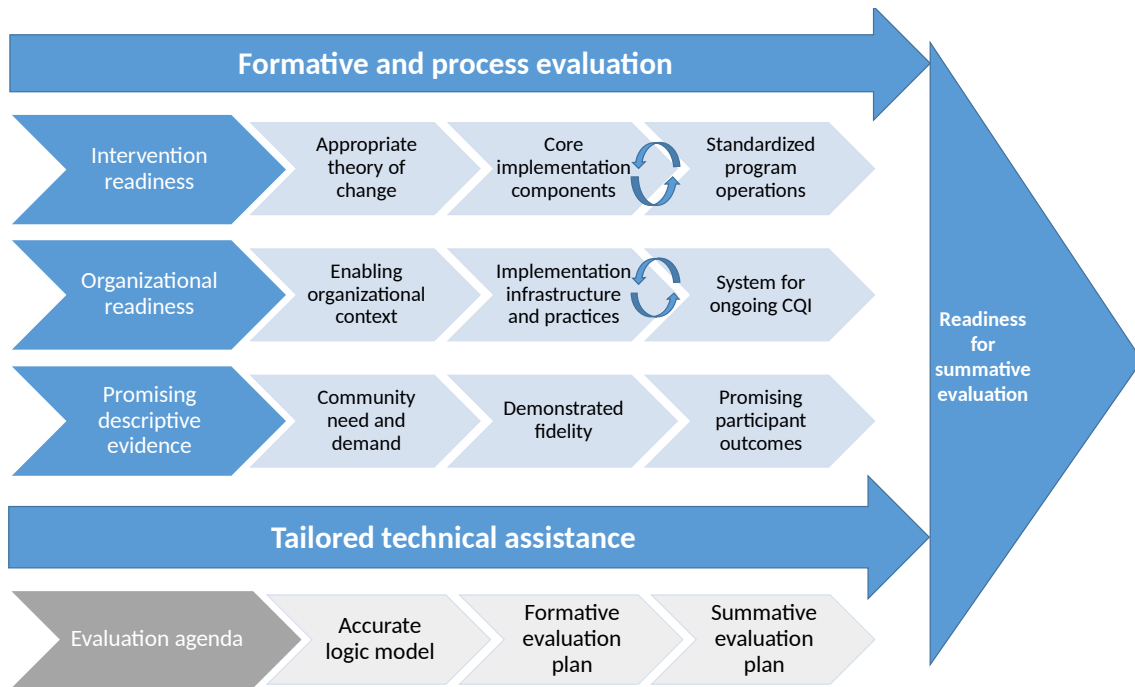 Formative and process evaluation
Intervention
readiness
Appropriate
theory of
change
Core
implementation
components
Standardized
program
operations
Organizational
readiness
Enabling
organizational
context
Implementation
infrastructure
and practices
System for
ongoing CQI
Promising
descriptive
evidence
Community
need and
demand
Demonstrated
fidelity
Promising
participant
outcomes
Readiness
for
summative
evaluation
Tailored technical assistance
Evaluation agenda
Accurate
logic model
Formative
evaluation
plan
Summative
evaluation
plan